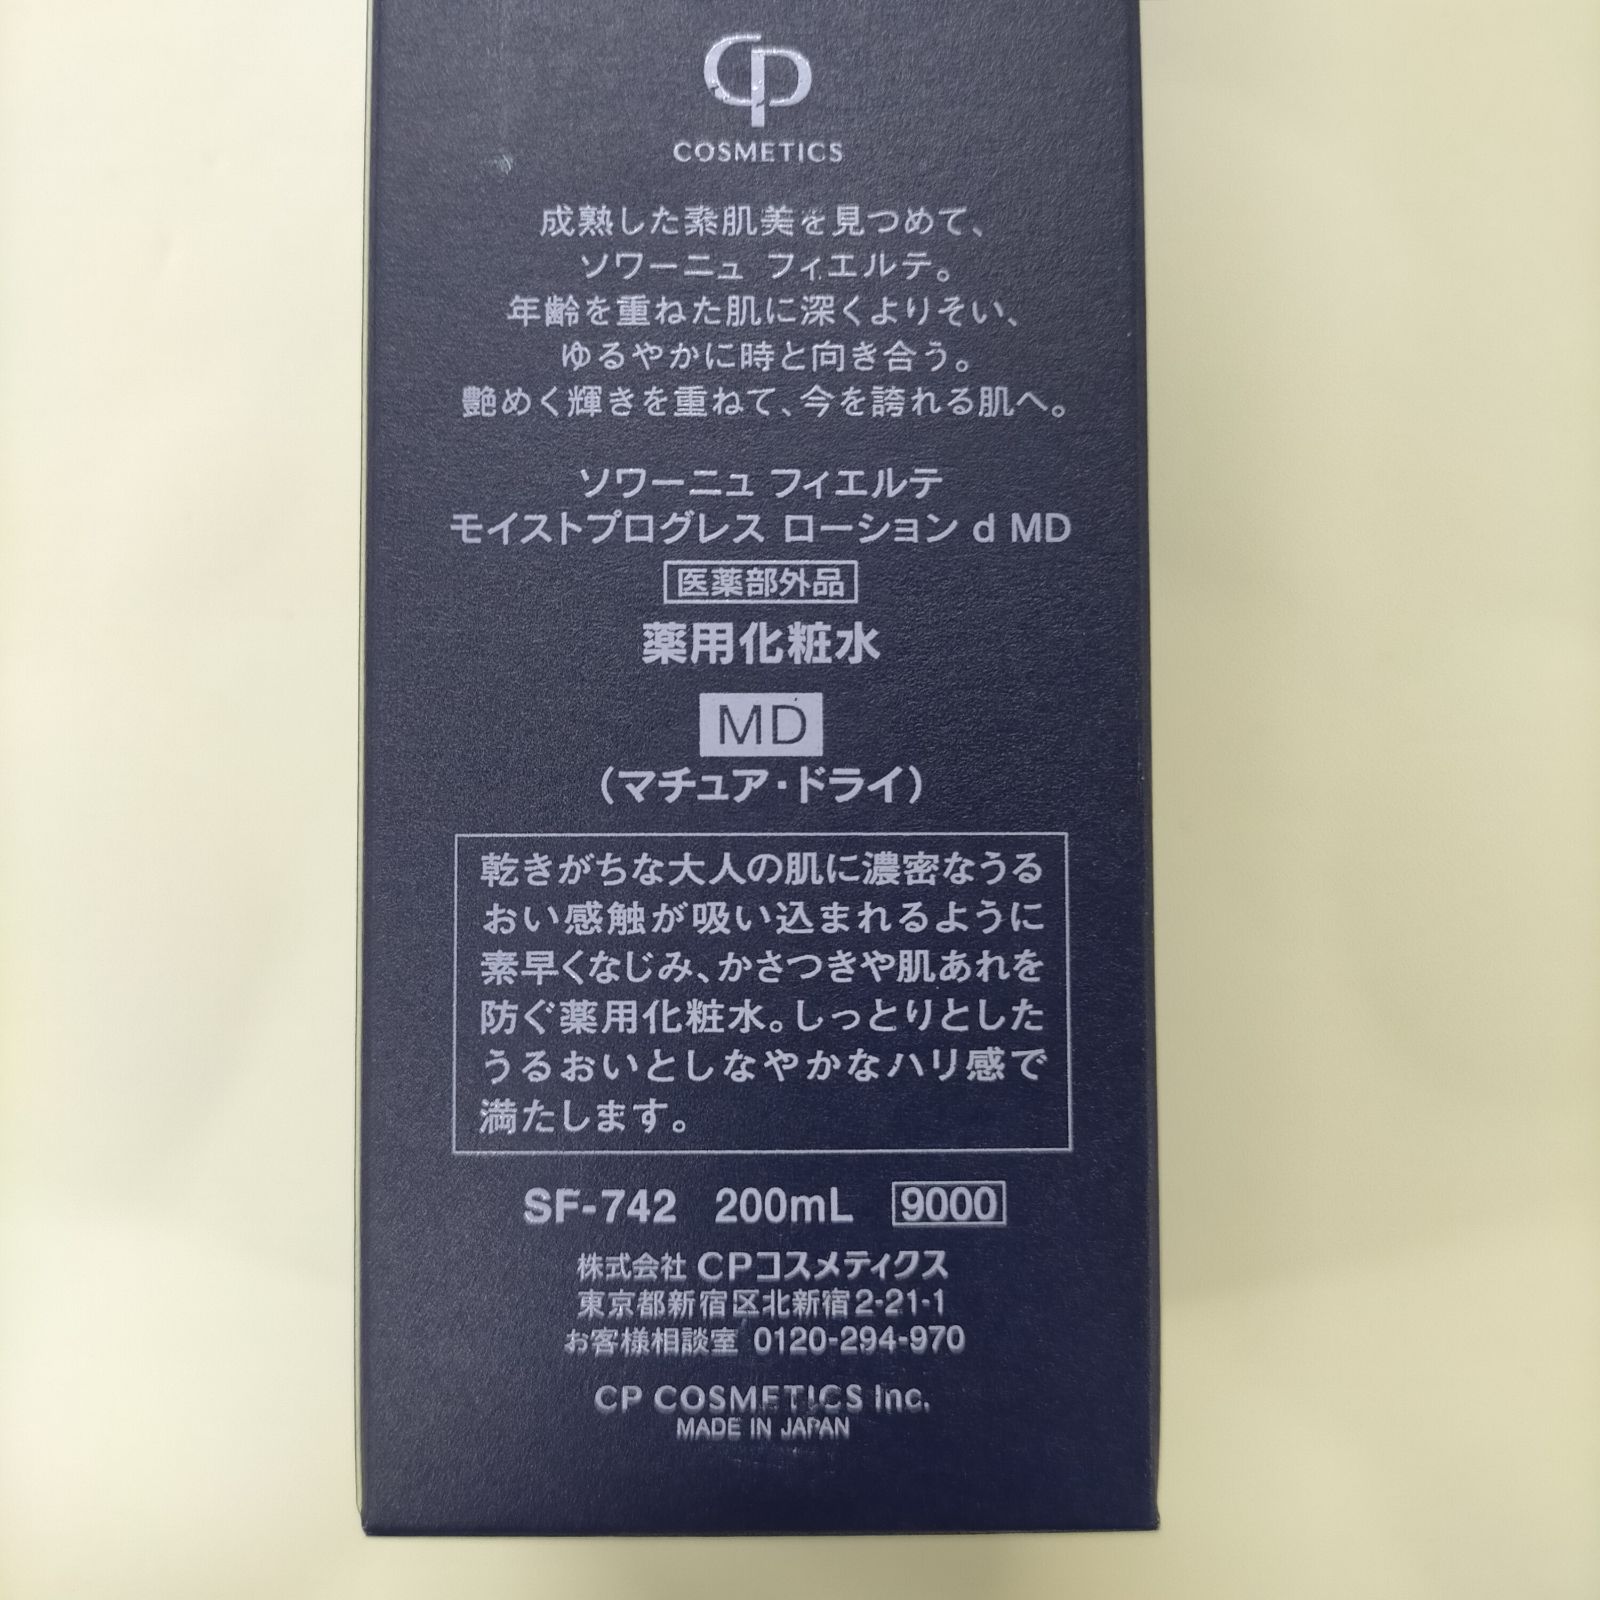 CP
COSMETICS
成熟した素肌美を見つめて、
ソワーニュ フィエルテ。
年齢を重ねた肌に深くよりそい、
ゆるやかに時と向き合う。
艶めく輝きを重ねて、今を誇れる肌へ。
ソワーニュ フィエルテ
モイストプログレス ローション d MD
医薬部外品
薬用化粧水
MD
(マチュア・ドライ)
乾きがちな大人の肌に濃密なうる
おい感触が吸い込まれるように
素早くなじみ、かさつきや肌あれを
防ぐ薬用化粧水。しっとりとした
うるおいとしなやかなハリ感で
満たします。
SF-742 200mL 9000
株式会社 CPコスメティクス
東京都新宿区北新宿2-21-1
お客様相談室 0120-294-970
CP COSMETICS Inc.
MADE IN JAPAN